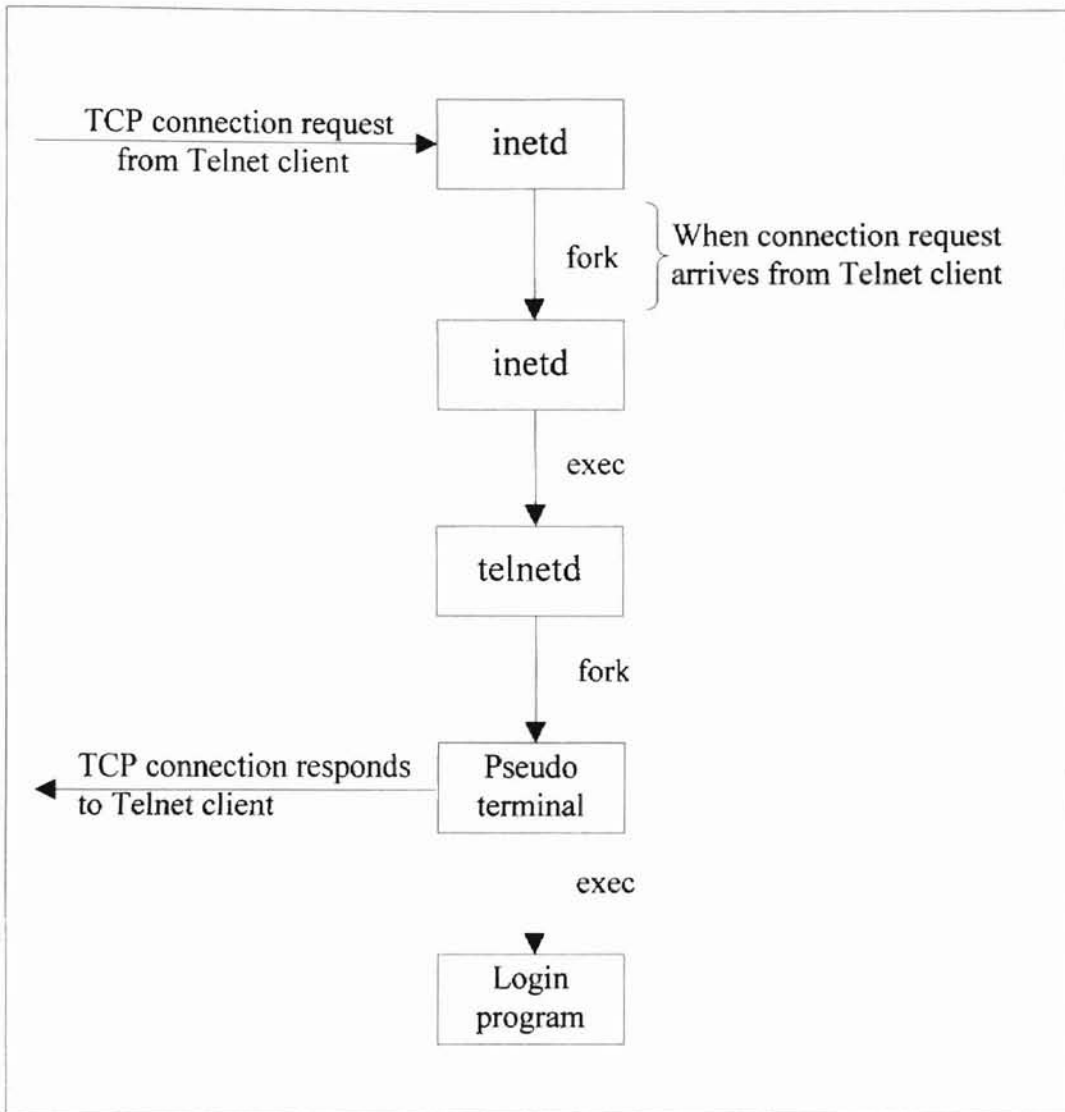 TCP connection request
from Telnet client
inetd
fork
When connection request
arrives from Telnet client
inetd
exec
telnetd
fork
TCP connection responds
to Telnet client
Pseudo
terminal
exec
Login
program